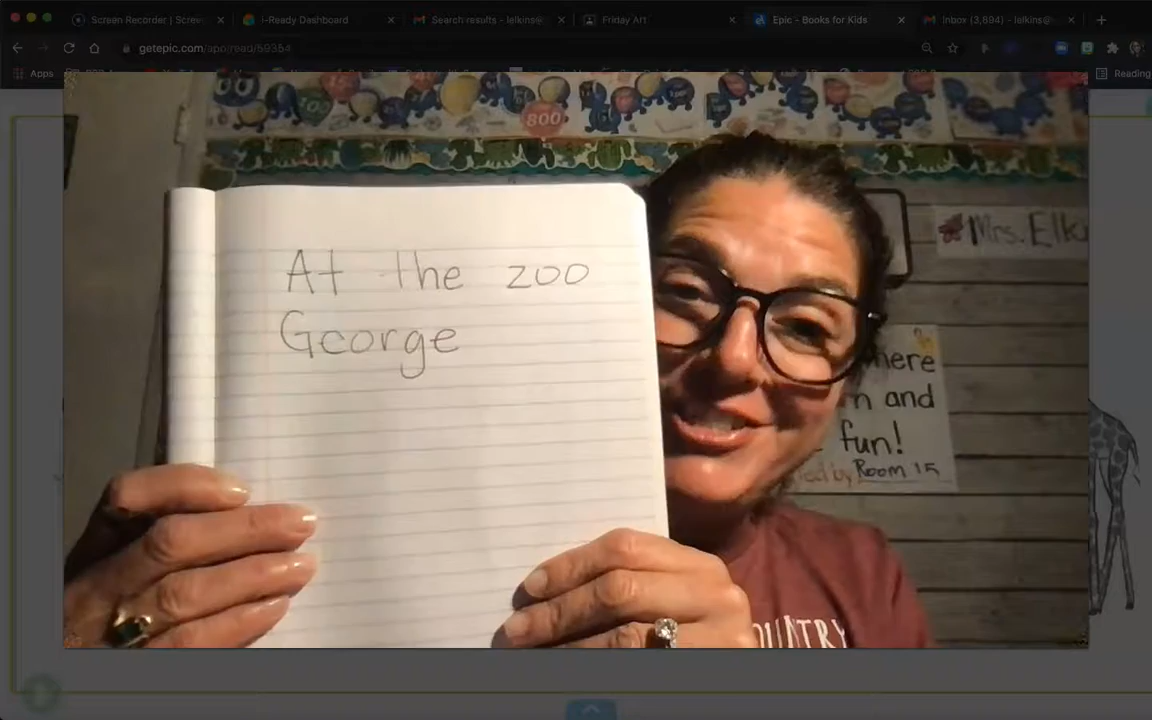 Screen Recorder | Screen
i-Ready Dashboard
Search results - lelkins@
Friday Art
Epic - Books for Kids
Inbox (3,894) - lelkins@
getepic.com/app/read/59354
Apps
Reading
100
800
At the zoo
George
Mrs. Elki
here
m and
fun!
by Room 15
OUNTRY